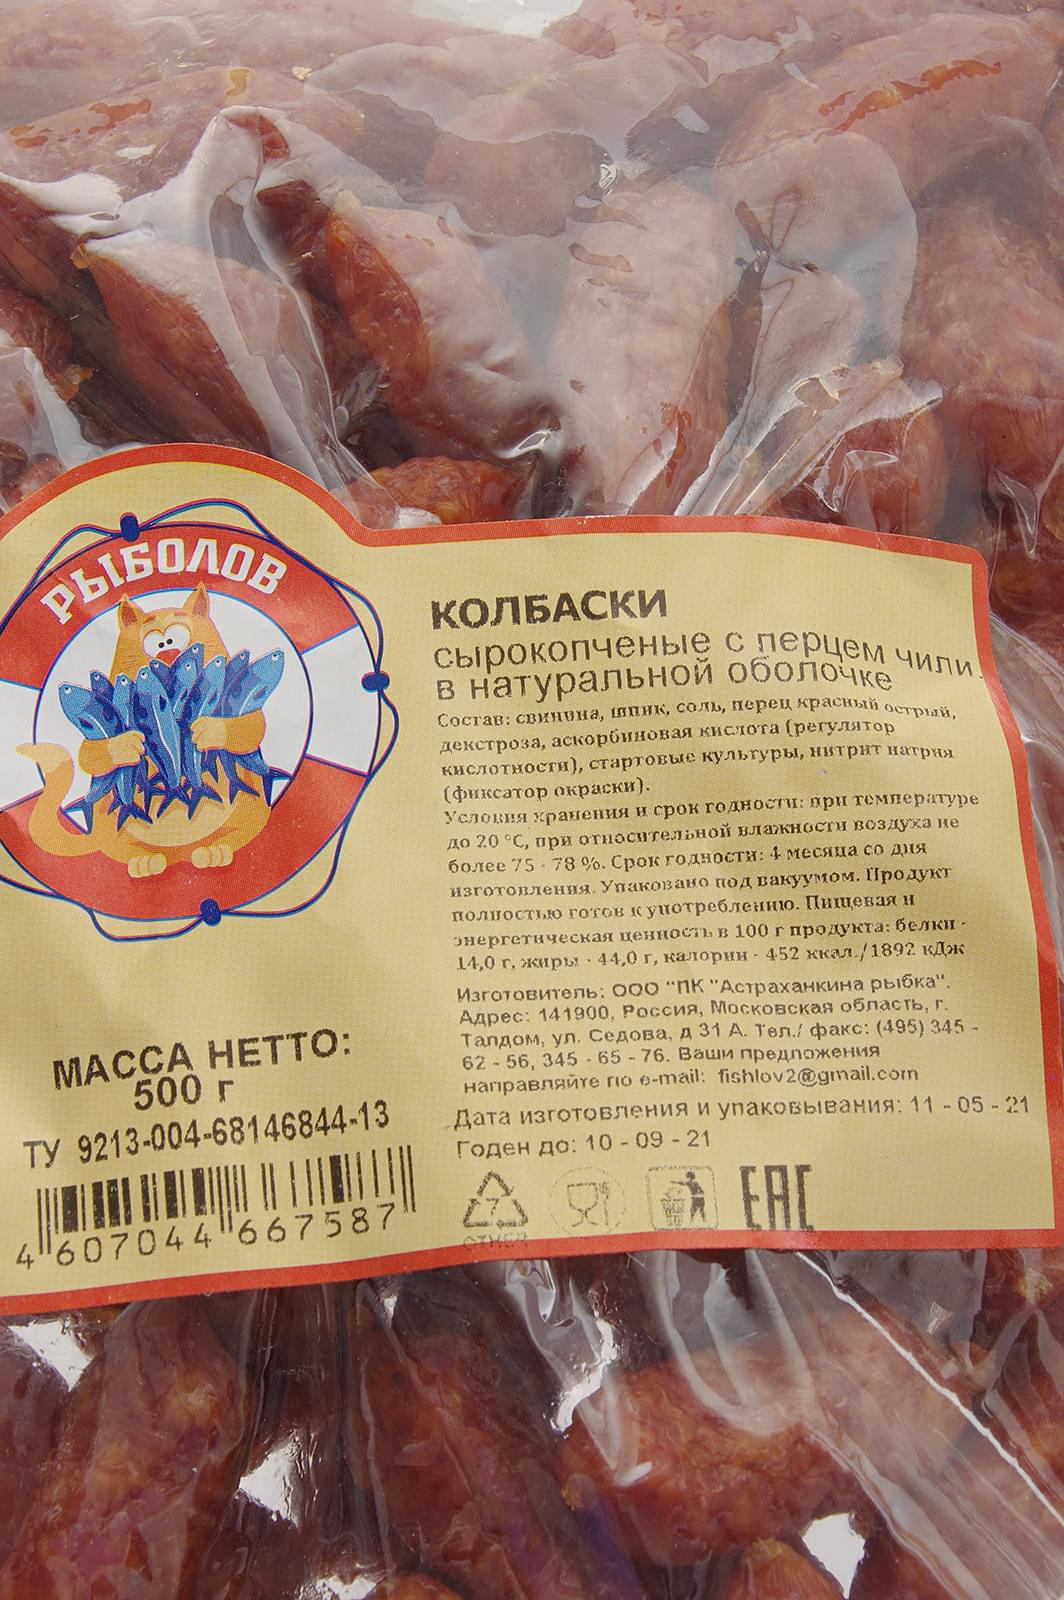 РЫБОЛОВ
КОЛБАСКИ
сырокопченые с перцем чили
в натуральной оболочке
Состав: свинина, шпик, соль, перец красный острый,
декстроза, аскорбиновая кислота (регулятор
кислотности), стартовые культуры, нитрит натрия
(фиксатор окраски).
Условия хранения и срок годности: при температуре
до 20 °С, при относительной влажности воздуха не
более 75 - 78 %. Срок годности: 4 месяца со дня
изготовления. Упаковано под вакуумом. Продукт
полностью готов к употреблению. Пищевая и
энергетическая ценность в 100 г продукта: белки -
14,0 г, жиры - 44,0 г, калории - 452 ккал./1892 кДж
Изготовитель: ООО "ПК "Астраханкина рыбка".
Адрес: 141900, Россия, Московская область, г.
Талдом, ул. Седова, д 31 А. Тел./ факс: (495) 345 -
62 - 56, 345 - 65 - 76. Ваши предложения
направляйте по e-mail: fishlov2@gmail.com
Дата изготовления и упаковывания: 11 - 05 - 21
Годен до: 10 - 09 - 21
МАССА НЕТТО:
500 г
ТУ 9213-004-68146844-13
4 607044 667587
7
OTHER
EAC